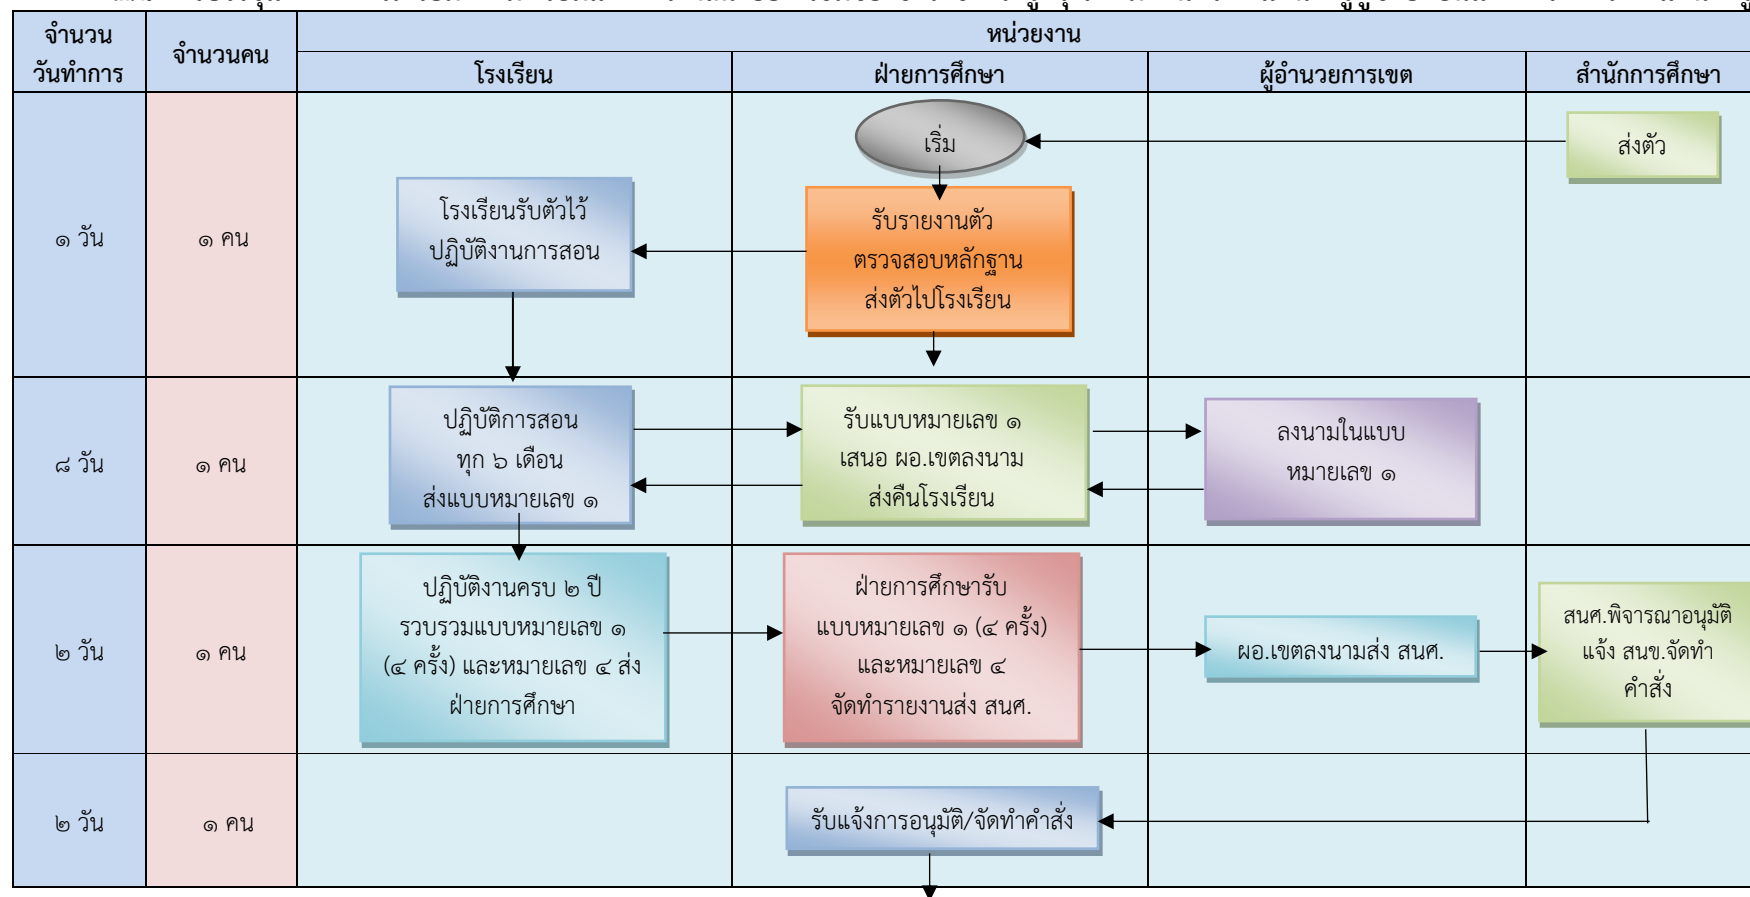 จำนวน
วันทำการ
จำนวนคน
หน่วยงาน
โรงเรียน
ฝ่ายการศึกษา
ผู้อำนวยการเขต
สำนักการศึกษา
๑ วัน
๑ คน
โรงเรียนรับตัวไว้
ปฏิบัติงานการสอน
เริ่ม
รับรายงานตัว
ตรวจสอบหลักฐาน
ส่งตัวไปโรงเรียน
ส่งตัว
๘ วัน
๑ คน
ปฏิบัติการสอน
ทุก ๖ เดือน
ส่งแบบหมายเลข ๑
รับแบบหมายเลข ๑
เสนอ ผอ.เขตลงนาม
ส่งคืนโรงเรียน
ลงนามในแบบ
หมายเลข ๑
๒ วัน
๑ คน
ปฏิบัติงานครบ ๒ ปี
รวบรวมแบบหมายเลข ๑
(๔ ครั้ง) และหมายเลข ๔ ส่ง
ฝ่ายการศึกษา
ฝ่ายการศึกษารับ
แบบหมายเลข ๑ (๔ ครั้ง)
และหมายเลข ๔
จัดทำรายงานส่ง สนศ.
ผอ.เขตลงนามส่ง สนศ.
สนศ.พิจารณาอนุมัติ
แจ้ง สนข.จัดทำ
คำสั่ง
๒ วัน
๑ คน
รับแจ้งการอนุมัติ/จัดทำคำสั่ง